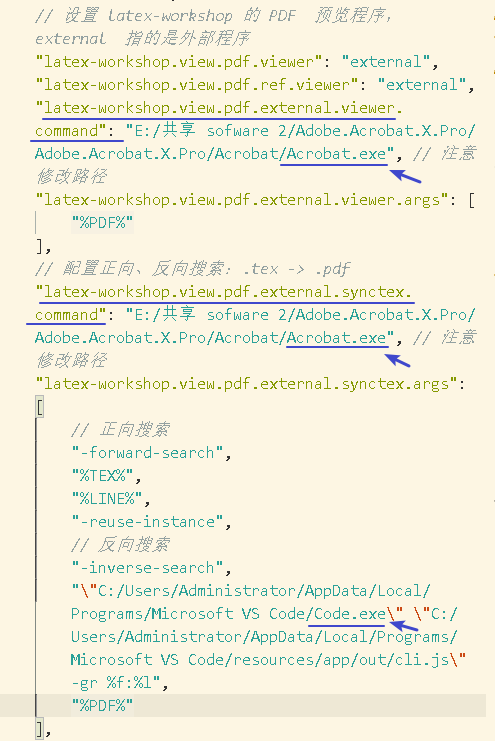 // 设置 latex-workshop 的 PDF 预览程序，
external 指的是外部程序
"latex-workshop.view.pdf.viewer": "external",
"latex-workshop.view.pdf.ref.viewer": "external",
"latex-workshop.view.pdf.external.viewer.
command": "E:/共享 sofware 2/Adobe.Acrobat.X.Pro/
Adobe.Acrobat.X.Pro/Acrobat/Acrobat.exe", // 注意
修改路径
"latex-workshop.view.pdf.external.viewer.args": [
"%PDF%"
],
// 配置正向、反向搜索：.tex -> .pdf
"latex-workshop.view.pdf.external.synctex.
command": "E:/共享 sofware 2/Adobe.Acrobat.X.Pro/
Adobe.Acrobat.X.Pro/Acrobat/Acrobat.exe", // 注意
修改路径
"latex-workshop.view.pdf.external.synctex.args":
[
// 正向搜索
"-forward-search",
"%TEX%",
"%LINE%",
"-reuse-instance",
// 反向搜索
"-inverse-search",
"\"C:/Users/Administrator/AppData/Local/
Programs/Microsoft VS Code/Code.exe\" \"C:/
Users/Administrator/AppData/Local/Programs/
Microsoft VS Code/resources/app/out/cli.js\"
-gr %f:%l",
"%PDF%"
],